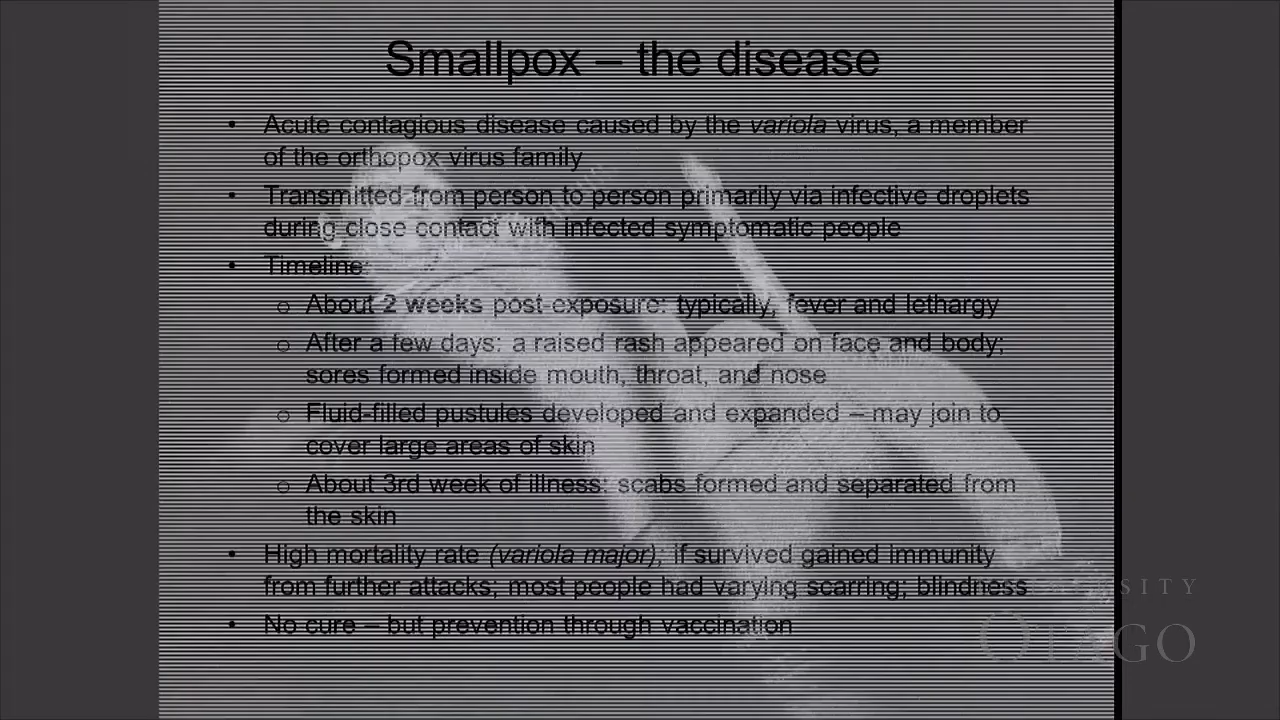 Smallpox – the disease
• Acute contagious disease caused by the variola virus, a member
of the orthopox virus family
• Transmitted from person to person primarily via infective droplets
during close contact with infected symptomatic people
• Timeline:
o About 2 weeks post-exposure: typically, fever and lethargy
o After a few days: a raised rash appeared on face and body;
sores formed inside mouth, throat, and nose
o Fluid-filled pustules developed and expanded – may join to
cover large areas of skin
o About 3rd week of illness: scabs formed and separated from
the skin
• High mortality rate (variola major); if survived gained immunity
from further attacks; most people had varying scarring; blindness
• No cure – but prevention through vaccination
OTAGO